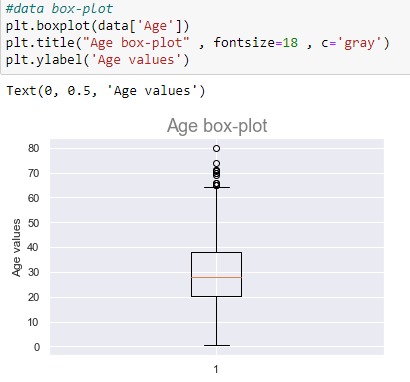 #data box-plot
plt.boxplot(data['Age'])
plt.title("Age box-plot" , fontsize=18 , c='gray')
plt.ylabel('Age values')
Text(0, 0.5, 'Age values')
Age box-plot
80
70
60
50
40
30
20
10
0
Age values
1